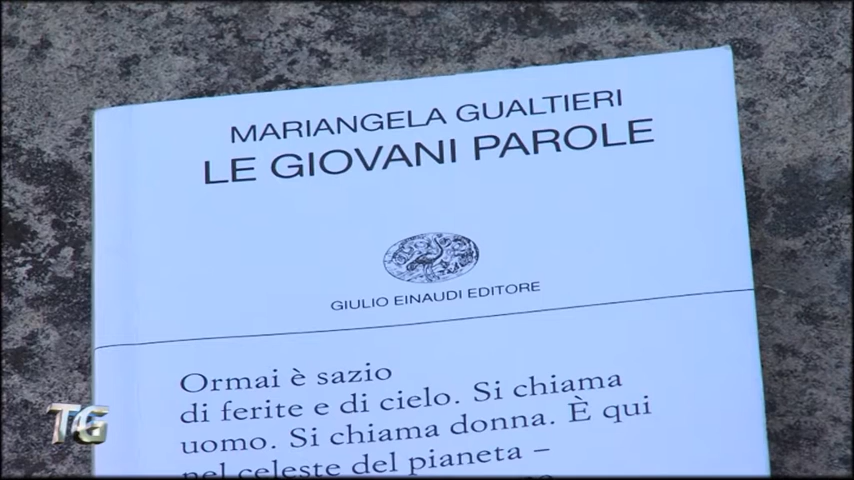 MARIANGELA GUALTIERI
LE GIOVANI PAROLE
GIULIO EINAUDI EDITORE
Ormai è sazio
di ferite e di cielo. Si chiama
uomo. Si chiama donna. È qui
nel celeste del pianeta –
TG